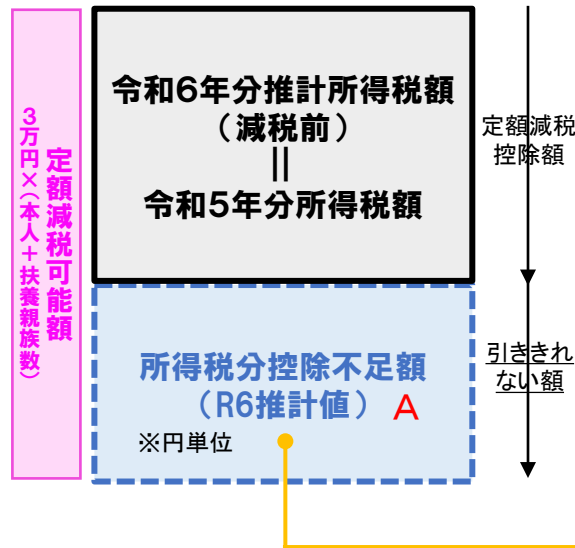 定額減税可能額
3万円×（本人＋扶養親族数）
令和6年分推計所得税額
（減税前）
||
令和5年分所得税額
定額減税
控除額
所得税分控除不足額
（R6推計値） A
※円単位
引ききれ
ない額